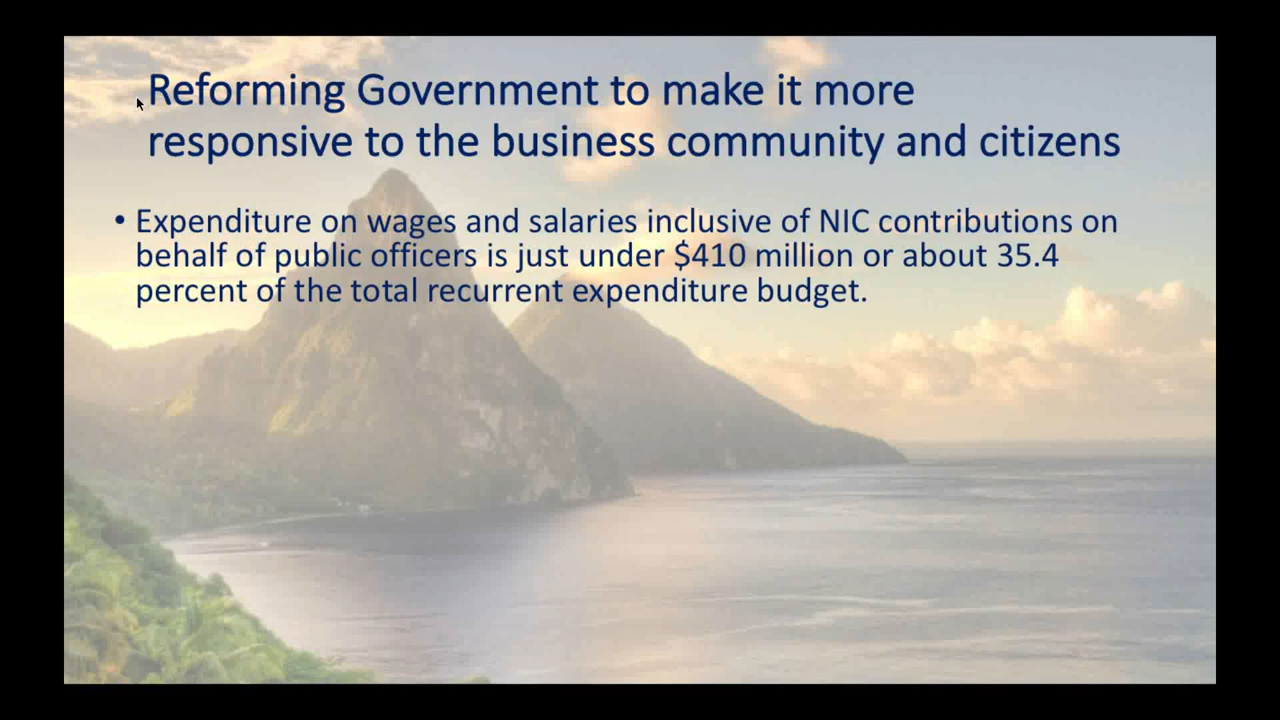 Reforming Government to make it more
responsive to the business community and citizens
• Expenditure on wages and salaries inclusive of NIC contributions on
behalf of public officers is just under $410 million or about 35.4
percent of the total recurrent expenditure budget.